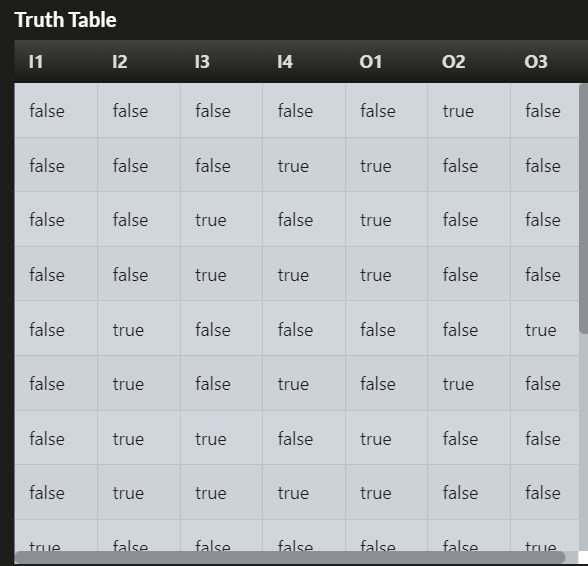 Truth Table
I1 I2 I3 I4 O1 O2 O3
false false false false false true false
false false false true true false false
false false true false true false false
false false true true true false false
false true false false false false true
false true false true false true false
false true true false true false false
false true true true true false false
true false false false false false true